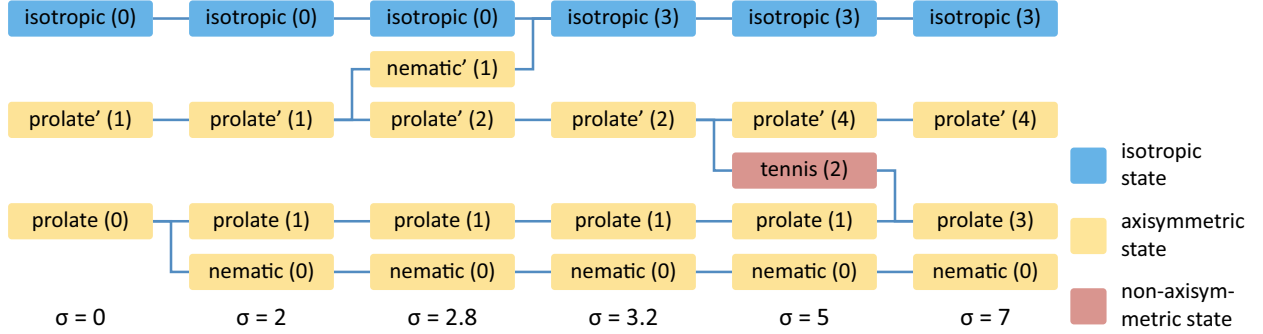 isotropic (0) isotropic (0) isotropic (0) isotropic (3) isotropic (3) isotropic (3)
nematic’ (1)
prolate’ (1) prolate’ (1) prolate’ (2) prolate’ (2) prolate’ (4) prolate’ (4)
tennis (2)
prolate (0) prolate (1) prolate (1) prolate (1) prolate (1) prolate (3)
nematic (0) nematic (0) nematic (0) nematic (0) nematic (0)
σ = 0 σ = 2 σ = 2.8 σ = 3.2 σ = 5 σ = 7
isotropic
state
axisymmetric
state
non-axisym-
metric state